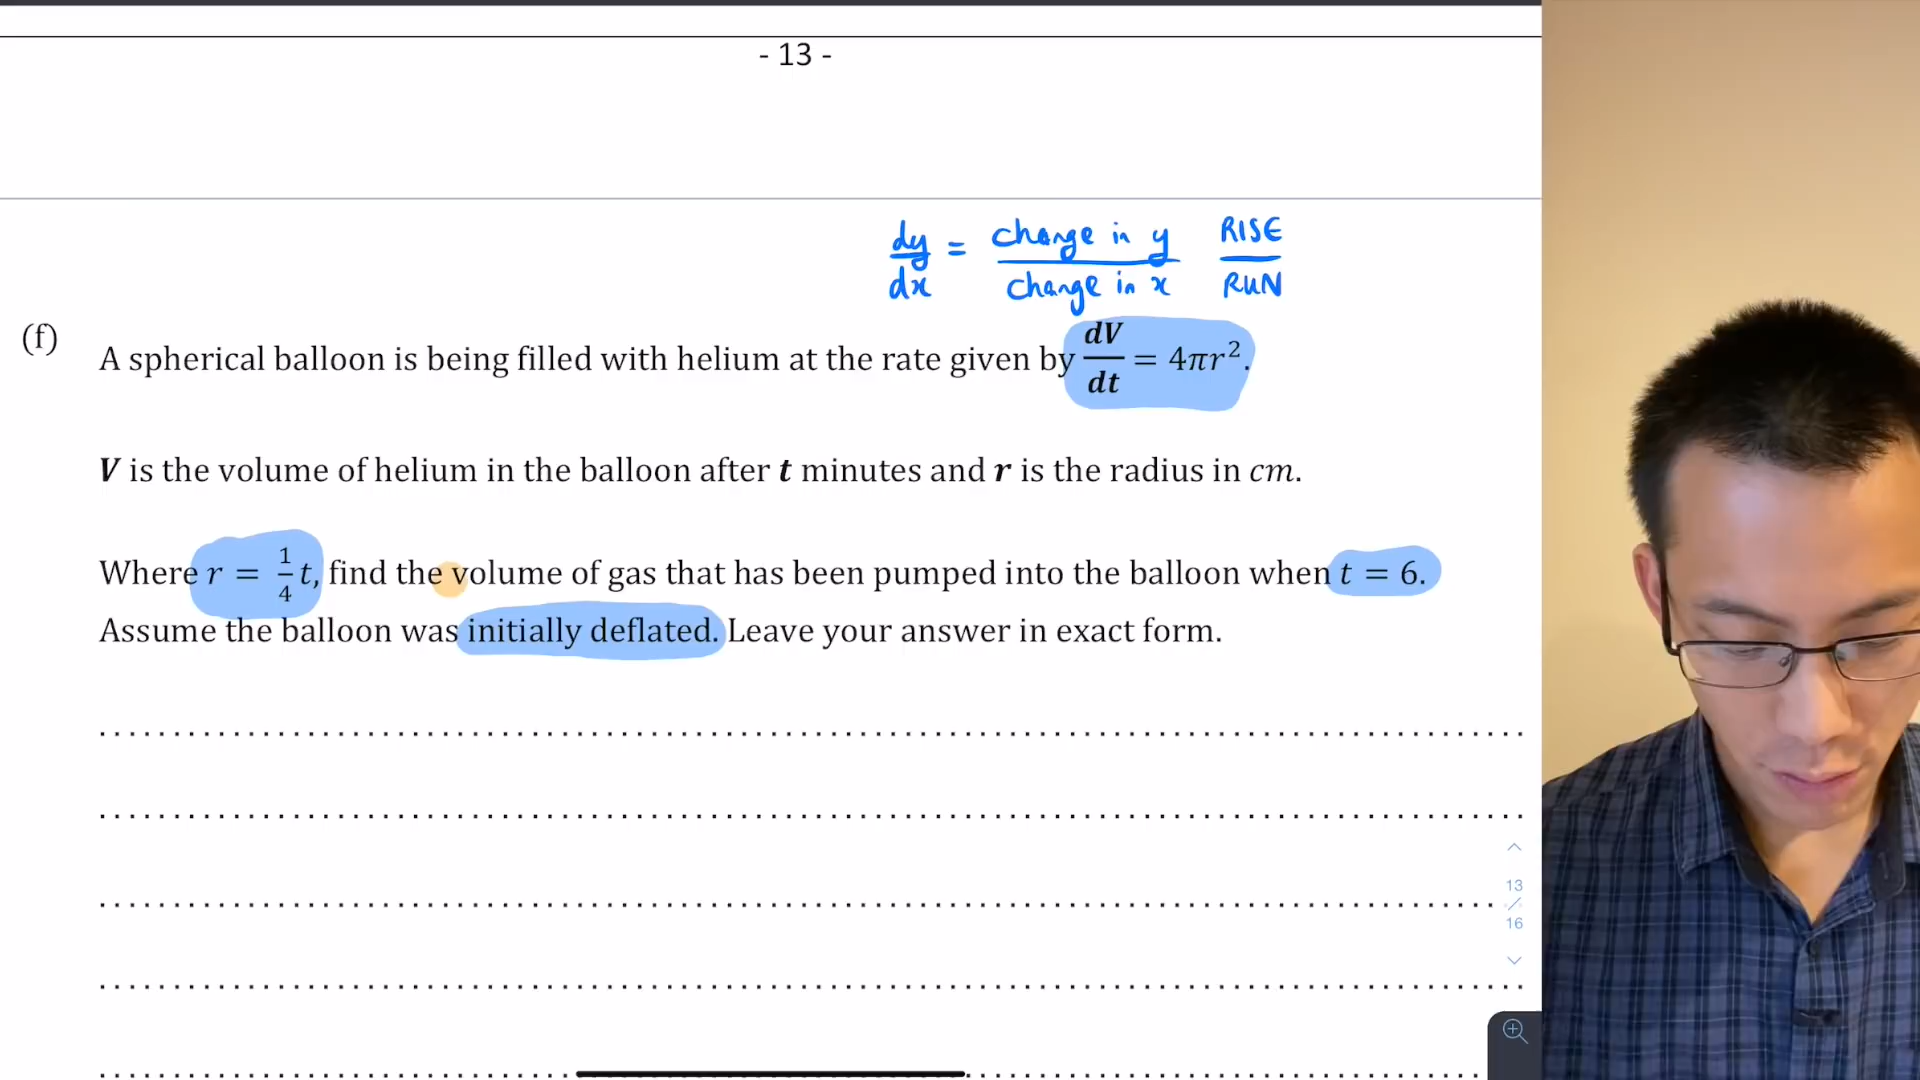 - 13 -
dy/dx = change in y/change in x RISE/RUN
(f) A spherical balloon is being filled with helium at the rate given by dV/dt = 4πr².
V is the volume of helium in the balloon after t minutes and r is the radius in cm.
Where r = 1/4 t, find the volume of gas that has been pumped into the balloon when t = 6.
Assume the balloon was initially deflated. Leave your answer in exact form.
13
/
16